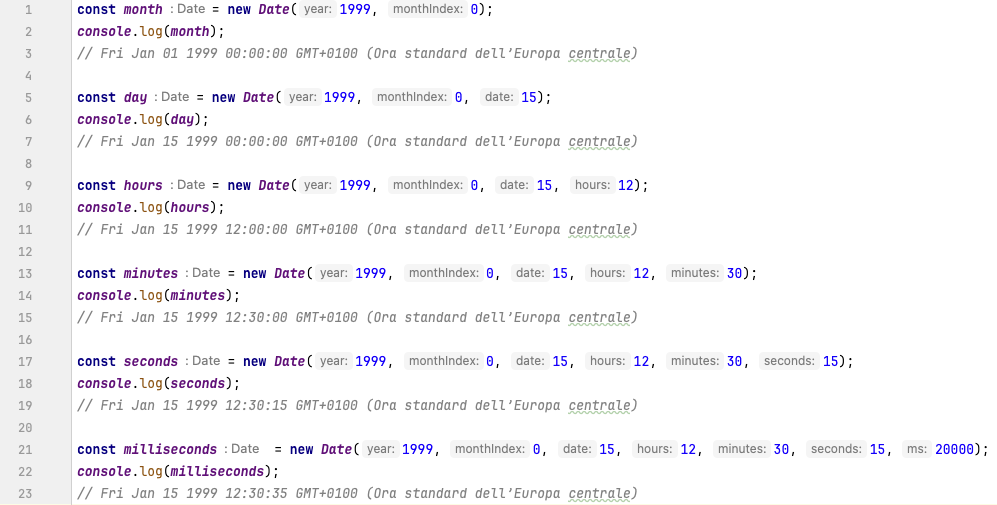 1 const month : Date = new Date( year: 1999, monthIndex: 0);
2 console.log(month);
3 // Fri Jan 01 1999 00:00:00 GMT+0100 (Ora standard dell’Europa centrale)
4
5 const day : Date = new Date( year: 1999, monthIndex: 0, date: 15);
6 console.log(day);
7 // Fri Jan 15 1999 00:00:00 GMT+0100 (Ora standard dell’Europa centrale)
8
9 const hours : Date = new Date( year: 1999, monthIndex: 0, date: 15, hours: 12);
10 console.log(hours);
11 // Fri Jan 15 1999 12:00:00 GMT+0100 (Ora standard dell’Europa centrale)
12
13 const minutes : Date = new Date( year: 1999, monthIndex: 0, date: 15, hours: 12, minutes: 30);
14 console.log(minutes);
15 // Fri Jan 15 1999 12:30:00 GMT+0100 (Ora standard dell’Europa centrale)
16
17 const seconds : Date = new Date( year: 1999, monthIndex: 0, date: 15, hours: 12, minutes: 30, seconds: 15);
18 console.log(seconds);
19 // Fri Jan 15 1999 12:30:15 GMT+0100 (Ora standard dell’Europa centrale)
20
21 const milliseconds : Date = new Date( year: 1999, monthIndex: 0, date: 15, hours: 12, minutes: 30, seconds: 15, ms: 20000);
22 console.log(milliseconds);
23 // Fri Jan 15 1999 12:30:35 GMT+0100 (Ora standard dell’Europa centrale)